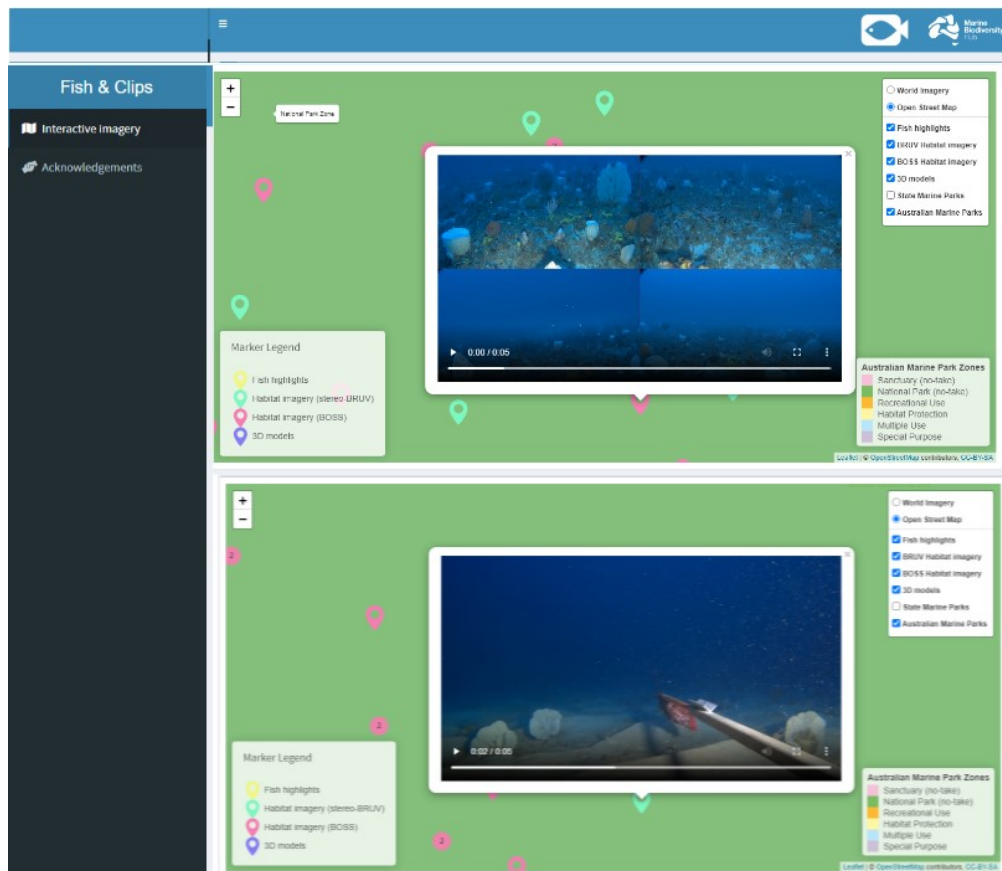 Marine
Biodiversity
Hub
Fish & Clips
Interactive imagery
Acknowledgements
+
−
National Park Zone
World Imagery
Open Street Map
Fish highlights
BRUV Habitat imagery
BOSS Habitat imagery
3D models
State Marine Parks
Australian Marine Parks
0:00 / 0:05
Marker Legend
Fish highlights
Habitat imagery (stereo-BRUV)
Habitat imagery (BOSS)
3D models
Australian Marine Park Zones
Sanctuary (no-take)
National Park (no-take)
Recreational Use
Habitat Protection
Multiple Use
Special Purpose
Leaflet | © OpenStreetMap contributors, CC-BY-SA
+
−
2
World Imagery
Open Street Map
Fish highlights
BRUV Habitat imagery
BOSS Habitat imagery
3D models
State Marine Parks
Australian Marine Parks
2
0:02 / 0:05
Marker Legend
Fish highlights
Habitat imagery (stereo-BRUV)
Habitat imagery (BOSS)
3D models
2
Australian Marine Park Zones
Sanctuary (no-take)
National Park (no-take)
Recreational Use
Habitat Protection
Multiple Use
Special Purpose
Leaflet | © OpenStreetMap contributors, CC-BY-SA